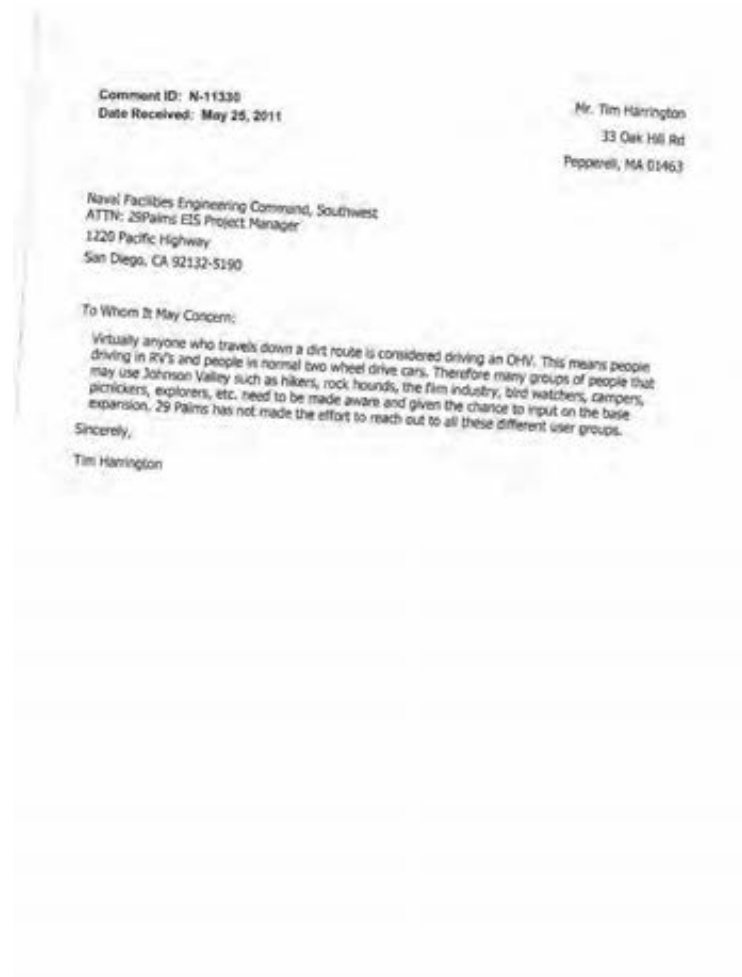 Comment ID: N-11330
Date Received: May 25, 2011
Mr. Tim Harrington
33 Oak Hill Rd
Pepperell, MA 01463
Naval Facilities Engineering Command, Southwest
ATTN: 29Palms EIS Project Manager
1220 Pacific Highway
San Diego, CA 92132-5190
To Whom It May Concern:
Virtually anyone who travels down a dirt route is considered driving an OHV. This means people
driving in RV's and people in normal two wheel drive cars. Therefore many groups of people that
may use Johnson Valley such as hikers, rock hounds, the film industry, bird watchers, campers,
picnickers, explorers, etc. need to be made aware and given the chance to input on the base
expansion. 29 Palms has not made the effort to reach out to all these different user groups.
Sincerely,
Tim Harrington